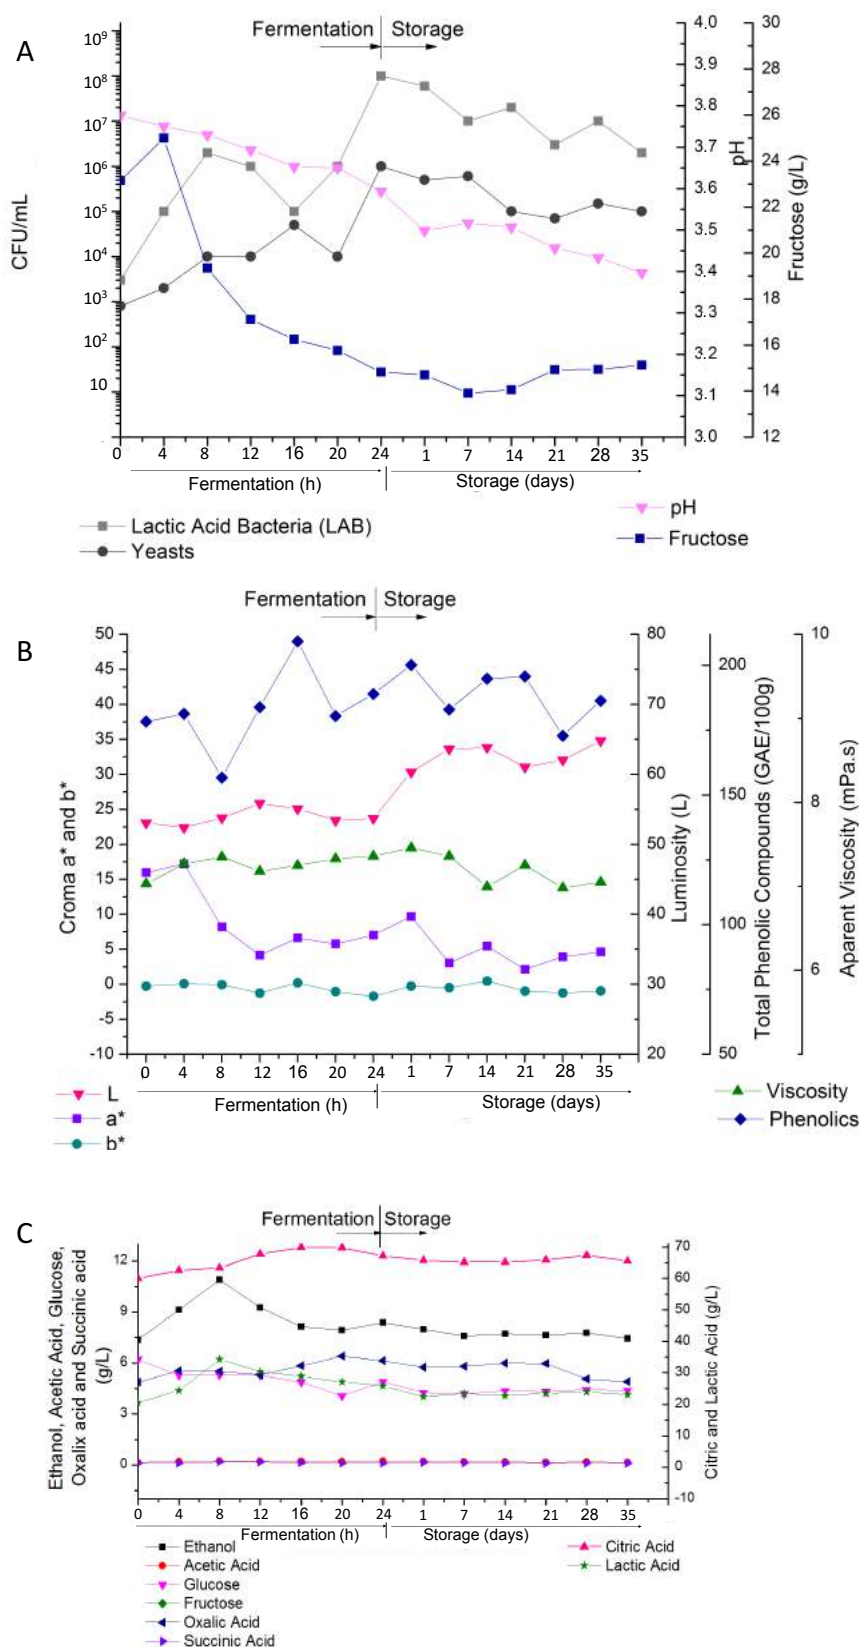 A
Fermentation Storage
CFU/mL
10⁹
10⁸
10⁷
10⁶
10⁵
10⁴
10³
10²
10
4.0
3.9
3.8
3.7
3.6
3.5
3.4
3.3
3.2
3.1
3.0
pH
30
28
26
24
22
20
18
16
14
12
Fructose (g/L)
0 4 8 12 16 20 24 1 7 14 21 28 35
Fermentation (h) Storage (days)
Lactic Acid Bacteria (LAB)
Yeasts
pH
Fructose
B
Fermentation Storage
Croma a* and b*
50
45
40
35
30
25
20
15
10
5
0
-5
-10
80
70
60
50
40
30
20
Luminosity (L)
200
150
100
50
Total Phenolic Compounds (GAE/100g)
10
8
6
Aparent Viscosity (mPa.s)
0 4 8 12 16 20 24 1 7 14 21 28 35
Fermentation (h) Storage (days)
L
a*
b*
Viscosity
Phenolics
C
Fermentation Storage
Ethanol, Acetic Acid, Glucose,
Oxalix acid and Succinic acid
(g/L)
12
9
6
3
0
70
60
50
40
30
20
10
0
-10
Citric and Lactic Acid (g/L)
0 4 8 12 16 20 24 1 7 14 21 28 35
Fermentation (h) Storage (days)
Ethanol
Acetic Acid
Glucose
Fructose
Oxalic Acid
Succinic Acid
Citric Acid
Lactic Acid